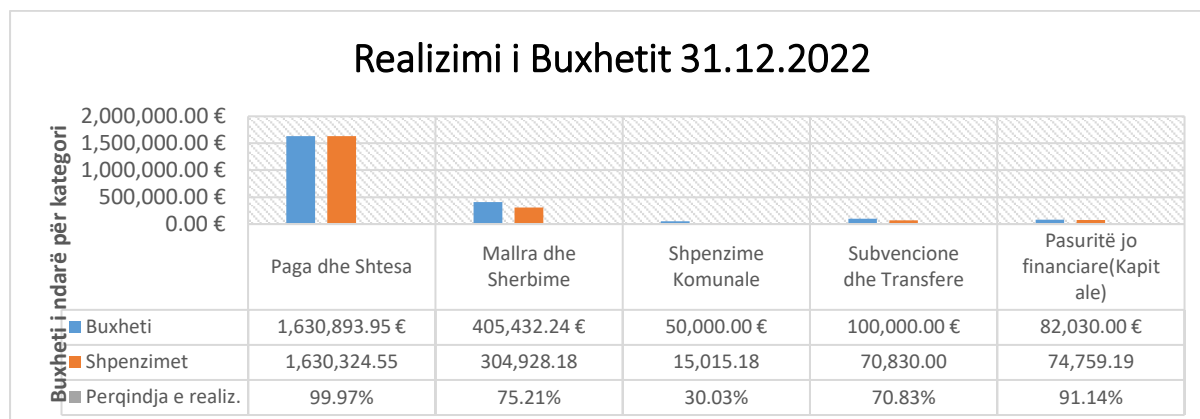 Realizimi i Buxhetit 31.12.2022
Buxheti i ndarë për kategori
2,000,000.00 €
1,500,000.00 €
1,000,000.00 €
500,000.00 €
0.00 €
Paga dhe Shtesa
Mallra dhe
Sherbime
Shpenzime
Komunale
Subvencione
dhe Transfere
Pasuritë jo
financiare(Kapit
ale)
Buxheti 1,630,893.95 € 405,432.24 € 50,000.00 € 100,000.00 € 82,030.00 €
Shpenzimet 1,630,324.55 304,928.18 15,015.18 70,830.00 74,759.19
Perqindja e realiz. 99.97% 75.21% 30.03% 70.83% 91.14%